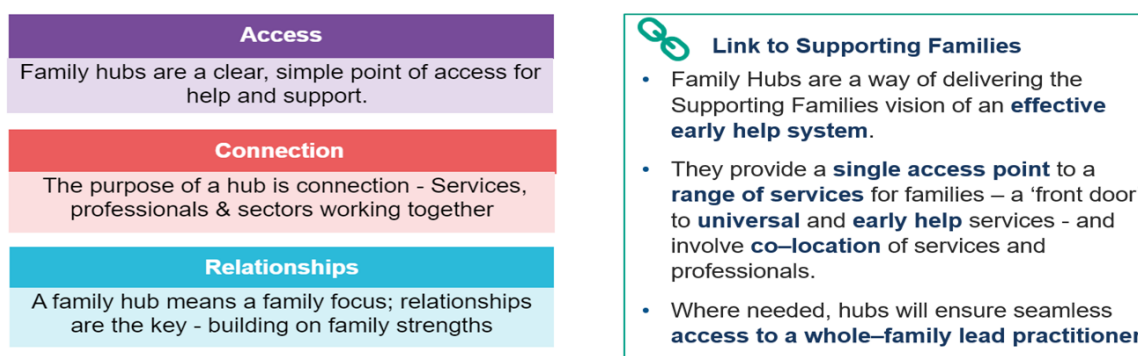 Access
Family hubs are a clear, simple point of access for
help and support.
Connection
The purpose of a hub is connection - Services,
professionals & sectors working together
Relationships
A family hub means a family focus; relationships
are the key - building on family strengths
Link to Supporting Families
• Family Hubs are a way of delivering the
Supporting Families vision of an effective
early help system.
• They provide a single access point to a
range of services for families – a ‘front door
to universal and early help services - and
involve co–location of services and
professionals.
• Where needed, hubs will ensure seamless
access to a whole–family lead practitioner